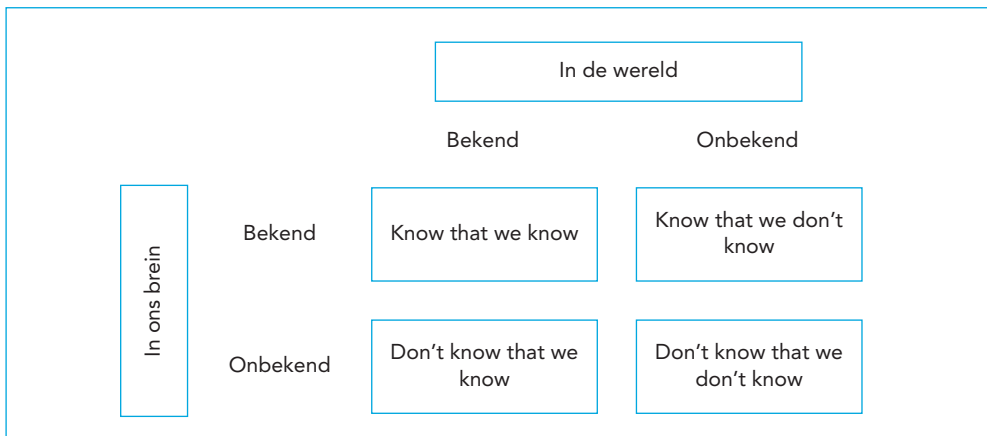 In de wereld
Bekend
Onbekend
In ons brein
Bekend
Know that we know
Know that we don't
know
Onbekend
Don't know that we
know
Don't know that we
don't know